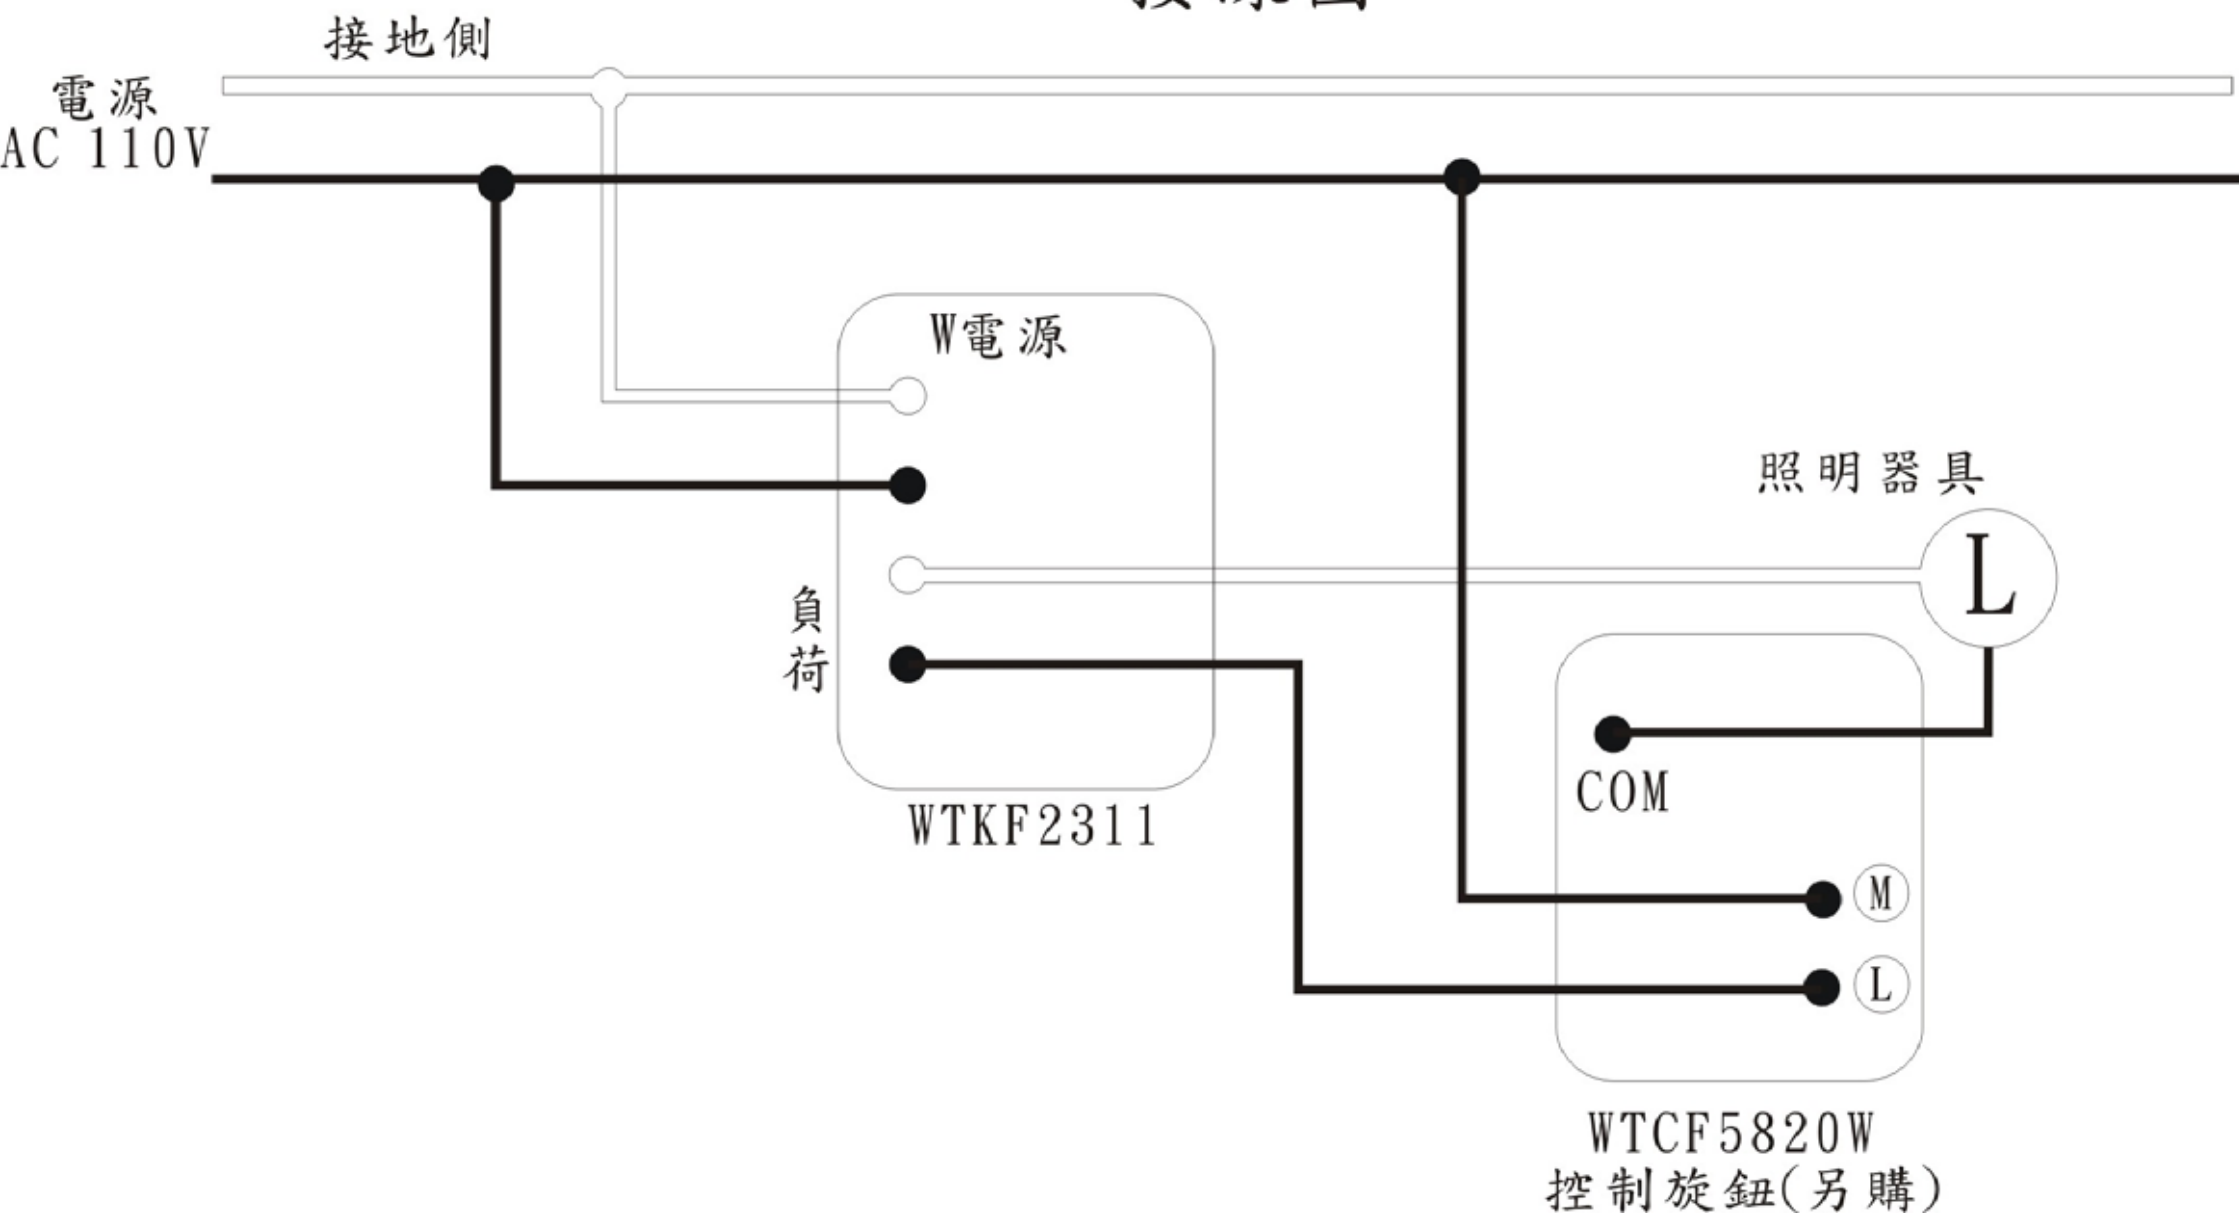 接地側
電源
AC 110V
W電源
照明器具
L
負
荷
COM
WTKF2311
M
L
WTCF5820W
控制旋鈕(另購)